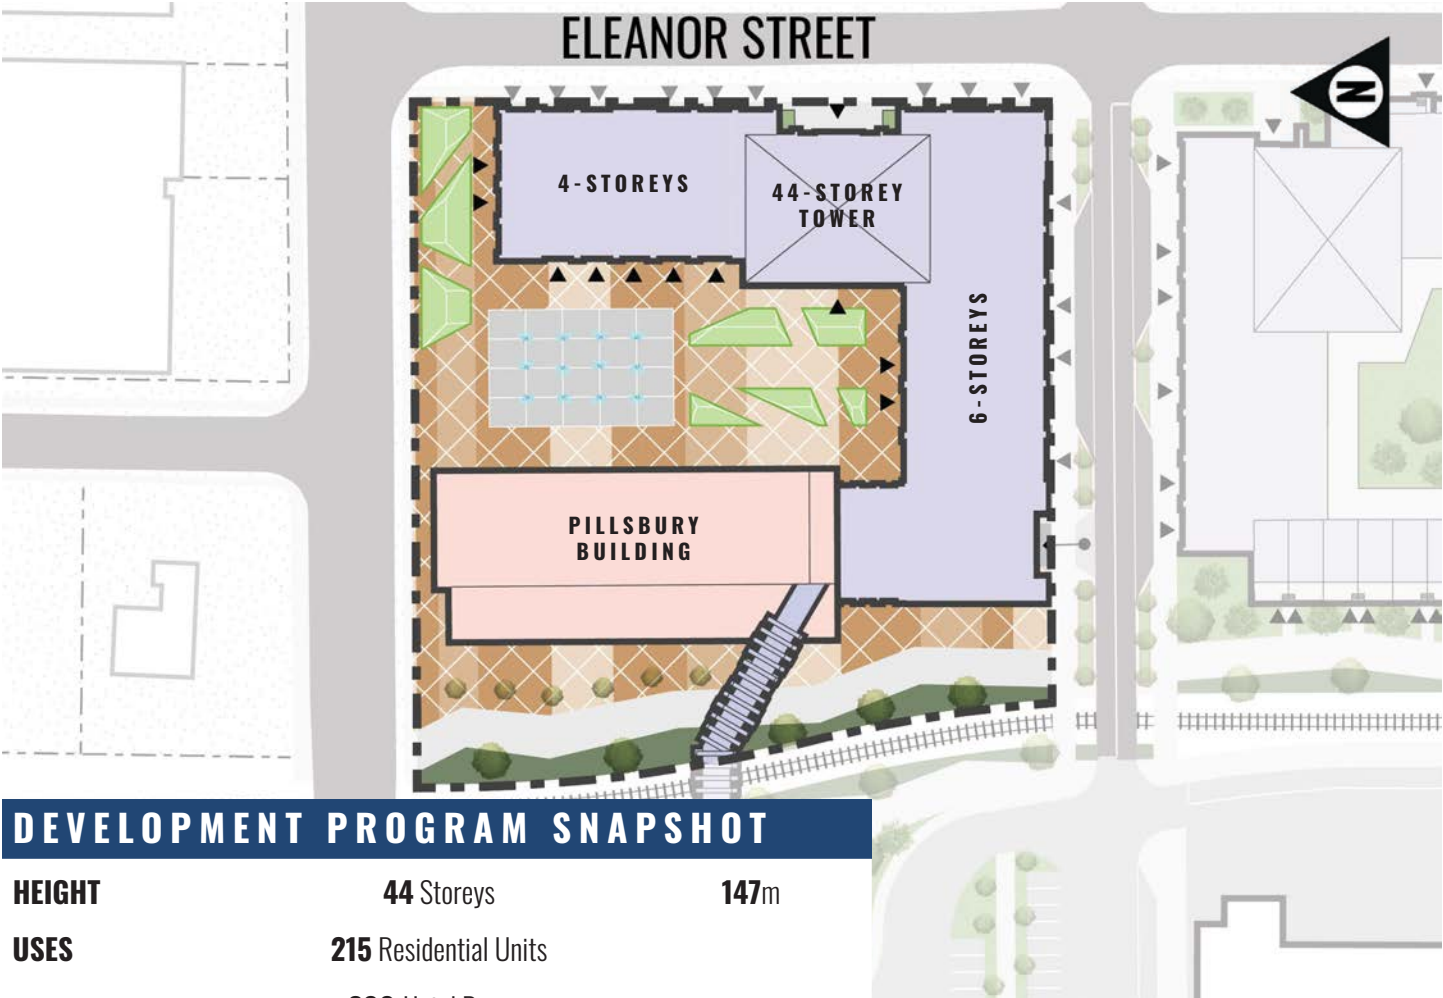 ELEANOR STREET
N
4-STOREYS
44-STOREY
TOWER
6-STOREYS
PILLSBURY
BUILDING
DEVELOPMENT PROGRAM SNAPSHOT
HEIGHT 44 Storeys 147m
USES 215 Residential Units